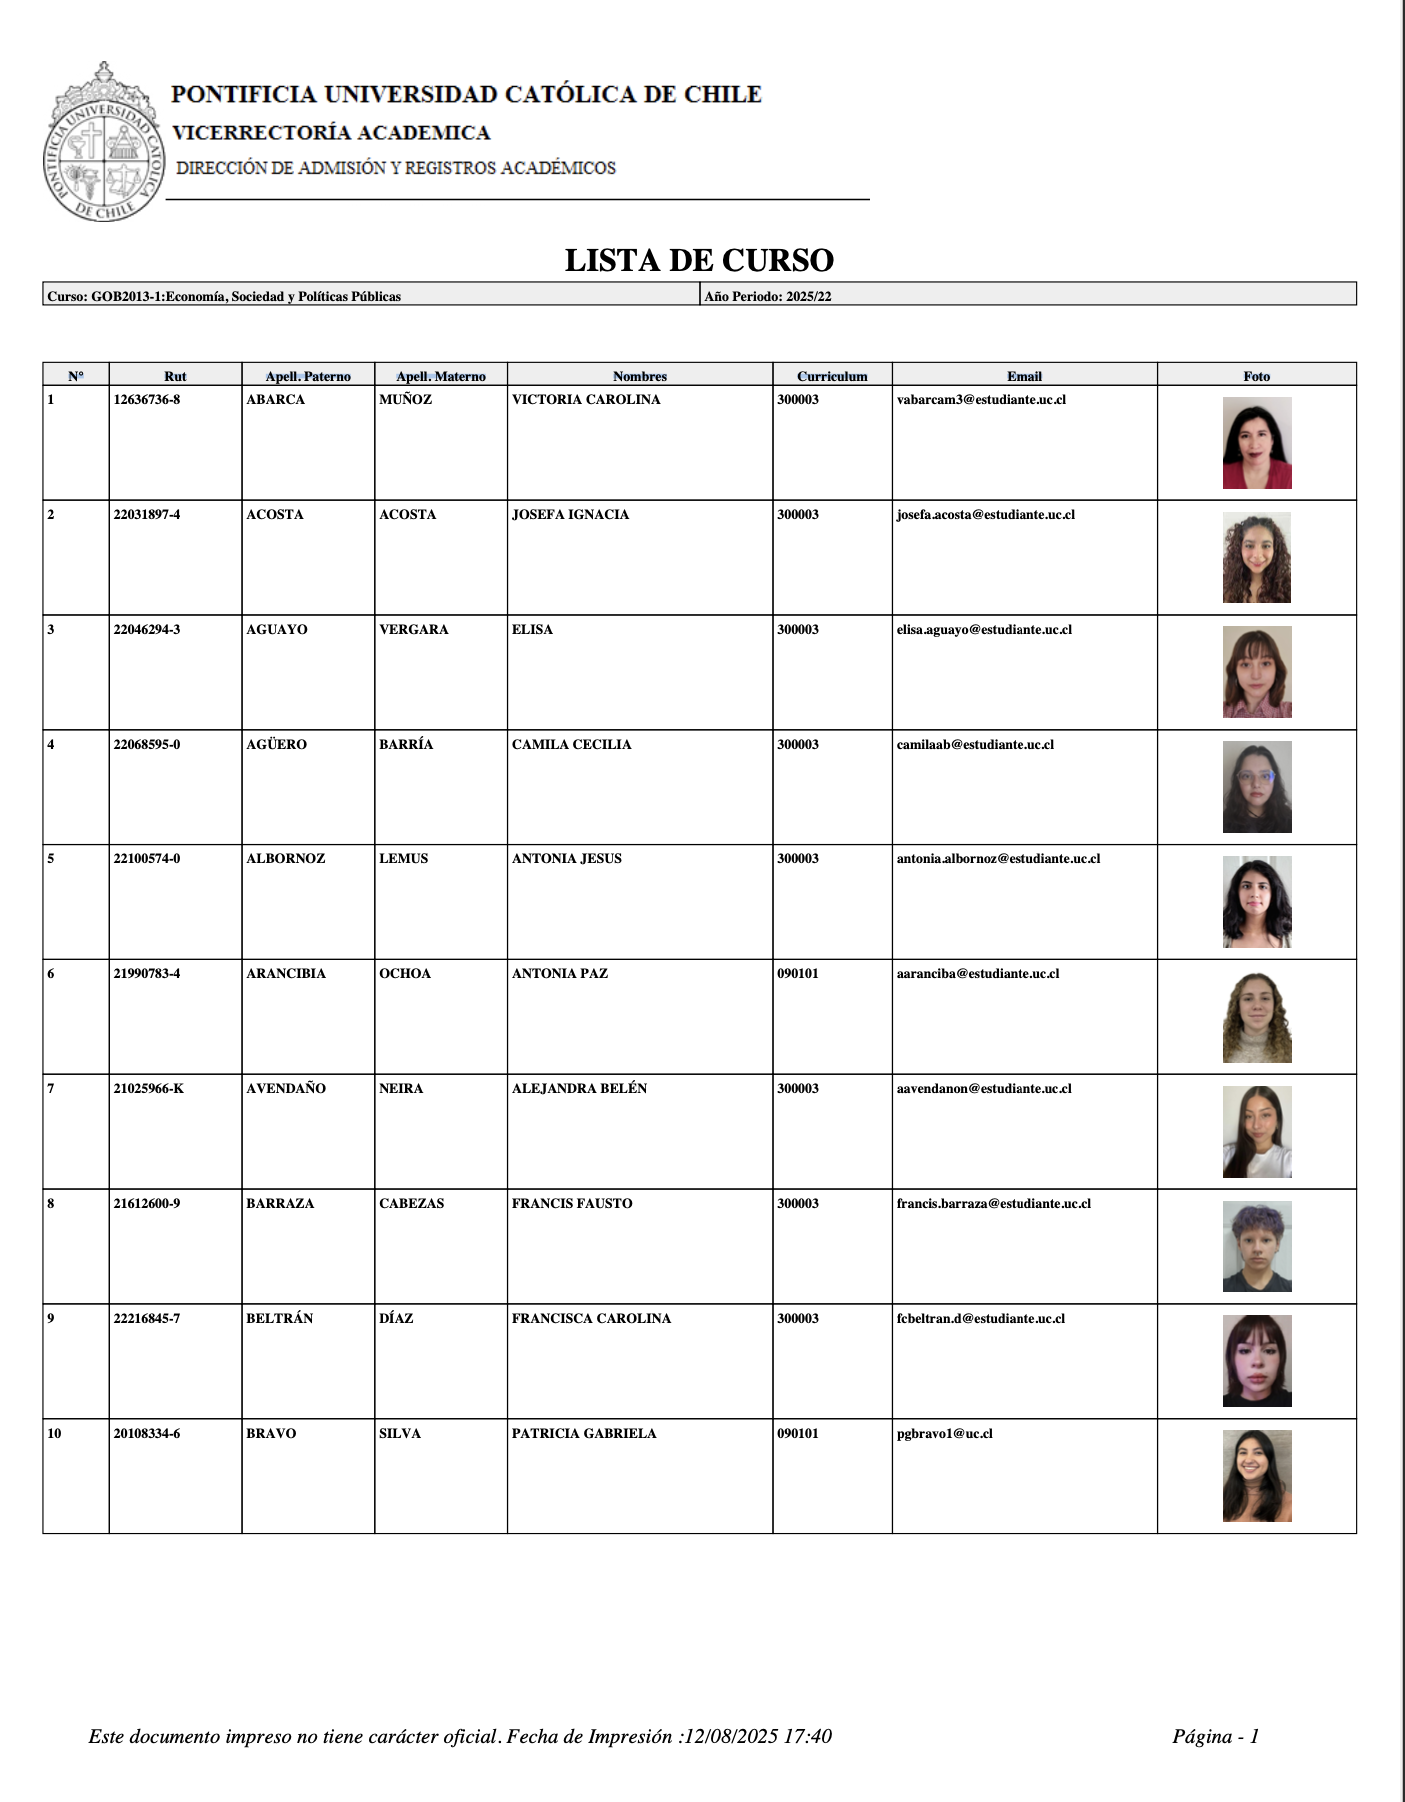 PONTIFICIA UNIVERSIDAD CATOLICA DE CHILE
PONTIFICIA UNIVERSIDAD CATÓLICA DE CHILE
VICERRECTORÍA ACADEMICA
DIRECCIÓN DE ADMISIÓN Y REGISTROS ACADÉMICOS
LISTA DE CURSO
Curso: GOB2013-1:Economía, Sociedad y Políticas Públicas Año Periodo: 2025/22
N° Rut Apell. Paterno Apell. Materno Nombres Curriculum Email Foto
1 12636736-8 ABARCA MUÑOZ VICTORIA CAROLINA 300003 vabarcam3@estudiante.uc.cl
2 22031897-4 ACOSTA ACOSTA JOSEFA IGNACIA 300003 josefa.acosta@estudiante.uc.cl
3 22046294-3 AGUAYO VERGARA ELISA 300003 elisa.aguayo@estudiante.uc.cl
4 22068595-0 AGÜERO BARRÍA CAMILA CECILIA 300003 camilaab@estudiante.uc.cl
5 22100574-0 ALBORNOZ LEMUS ANTONIA JESUS 300003 antonia.albornoz@estudiante.uc.cl
6 21990783-4 ARANCIBIA OCHOA ANTONIA PAZ 090101 aaranciba@estudiante.uc.cl
7 21025966-K AVENDAÑO NEIRA ALEJANDRA BELÉN 300003 aavendanon@estudiante.uc.cl
8 21612600-9 BARRAZA CABEZAS FRANCIS FAUSTO 300003 francis.barraza@estudiante.uc.cl
9 22216845-7 BELTRÁN DÍAZ FRANCISCA CAROLINA 300003 fcbeltran.d@estudiante.uc.cl
10 20108334-6 BRAVO SILVA PATRICIA GABRIELA 090101 pgbravo1@uc.cl
Este documento impreso no tiene carácter oficial. Fecha de Impresión :12/08/2025 17:40 Página - 1